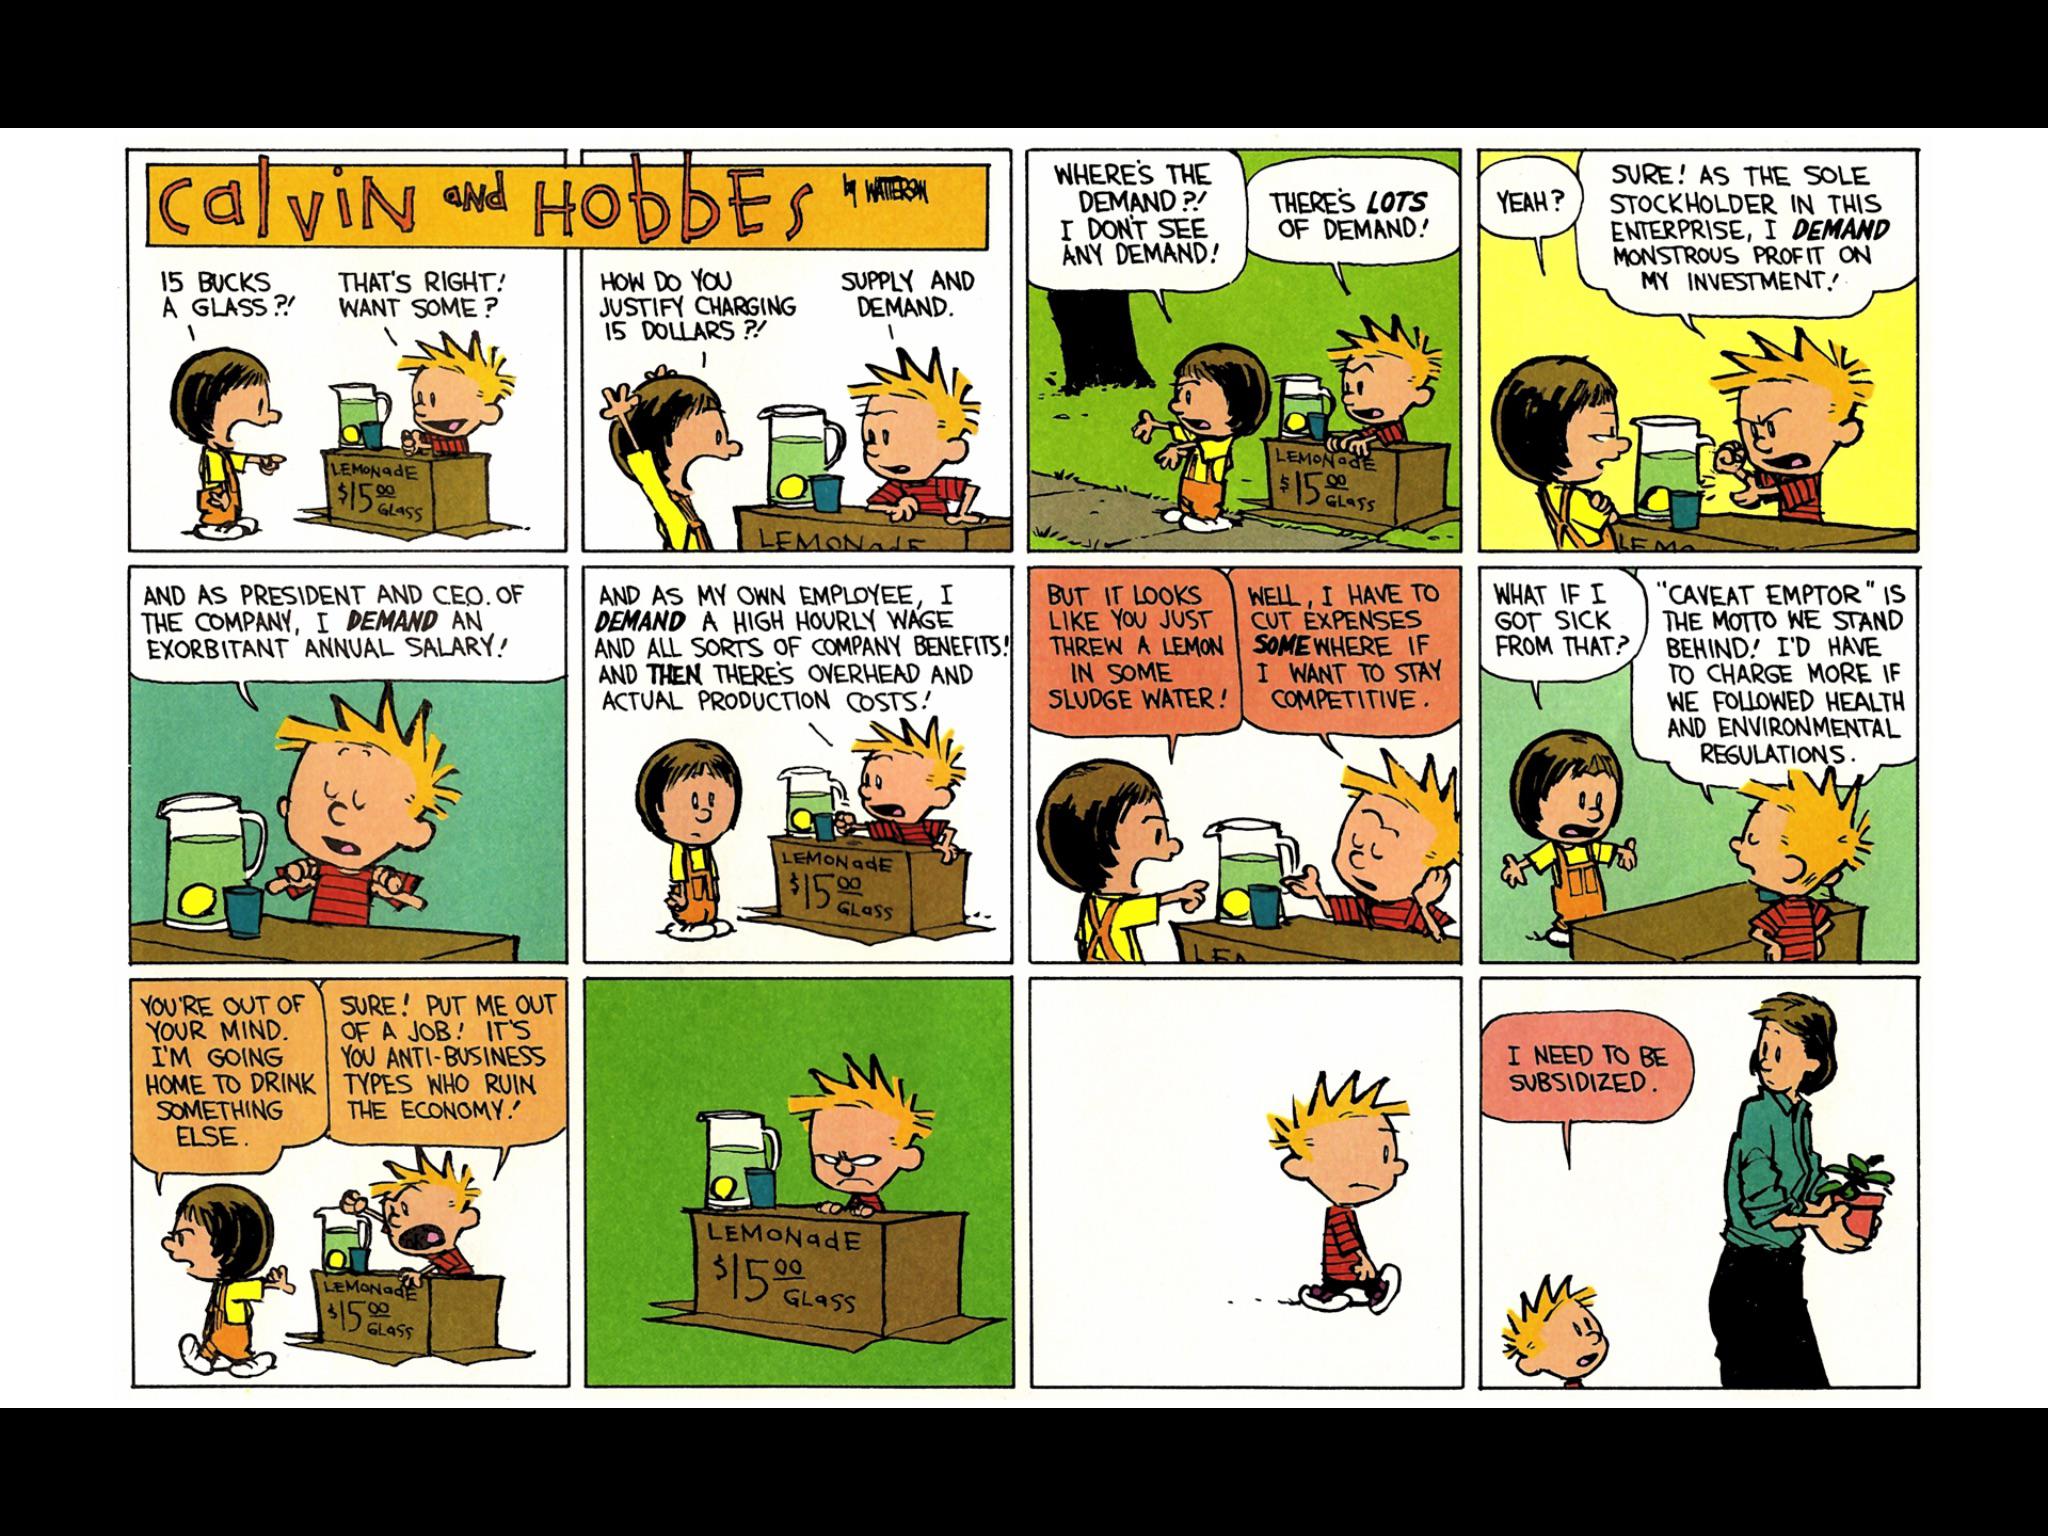 Calvin and Hobbes
by WATTERSON
15 BUCKS
A GLASS?!
THAT'S RIGHT!
WANT SOME?
LEMONadE
$15 00
GLaSS
HOW DO YOU
JUSTIFY CHARGING
15 DOLLARS?!
SUPPLY AND
DEMAND.
LEMONadE
WHERE'S THE
DEMAND?!
I DON'T SEE
ANY DEMAND!
THERE'S LOTS
OF DEMAND!
LEMONadE
$15 00
GLaSS
YEAH?
SURE! AS THE SOLE
STOCKHOLDER IN THIS
ENTERPRISE, I DEMAND
MONSTROUS PROFIT ON
MY INVESTMENT!
LEMO
AND AS PRESIDENT AND C.E.O. OF
THE COMPANY, I DEMAND AN
EXORBITANT ANNUAL SALARY!
AND AS MY OWN EMPLOYEE, I
DEMAND A HIGH HOURLY WAGE
AND ALL SORTS OF COMPANY BENEFITS!
AND THEN THERE'S OVERHEAD AND
ACTUAL PRODUCTION COSTS!
LEMONadE
$15 00
GLaSS
BUT IT LOOKS
LIKE YOU JUST
THREW A LEMON
IN SOME
SLUDGE WATER!
WELL, I HAVE TO
CUT EXPENSES
SOMEWHERE IF
I WANT TO STAY
COMPETITIVE.
LEM
WHAT IF I
GOT SICK
FROM THAT?
"CAVEAT EMPTOR" IS
THE MOTTO WE STAND
BEHIND! I'D HAVE
TO CHARGE MORE IF
WE FOLLOWED HEALTH
AND ENVIRONMENTAL
REGULATIONS.
YOU'RE OUT OF
YOUR MIND.
I'M GOING
HOME TO DRINK
SOMETHING
ELSE.
SURE! PUT ME OUT
OF A JOB! IT'S
YOU ANTI-BUSINESS
TYPES WHO RUIN
THE ECONOMY!
LEMONadE
$15 00
GLaSS
LEMONadE
$15 00
GLaSS
I NEED TO BE
SUBSIDIZED.